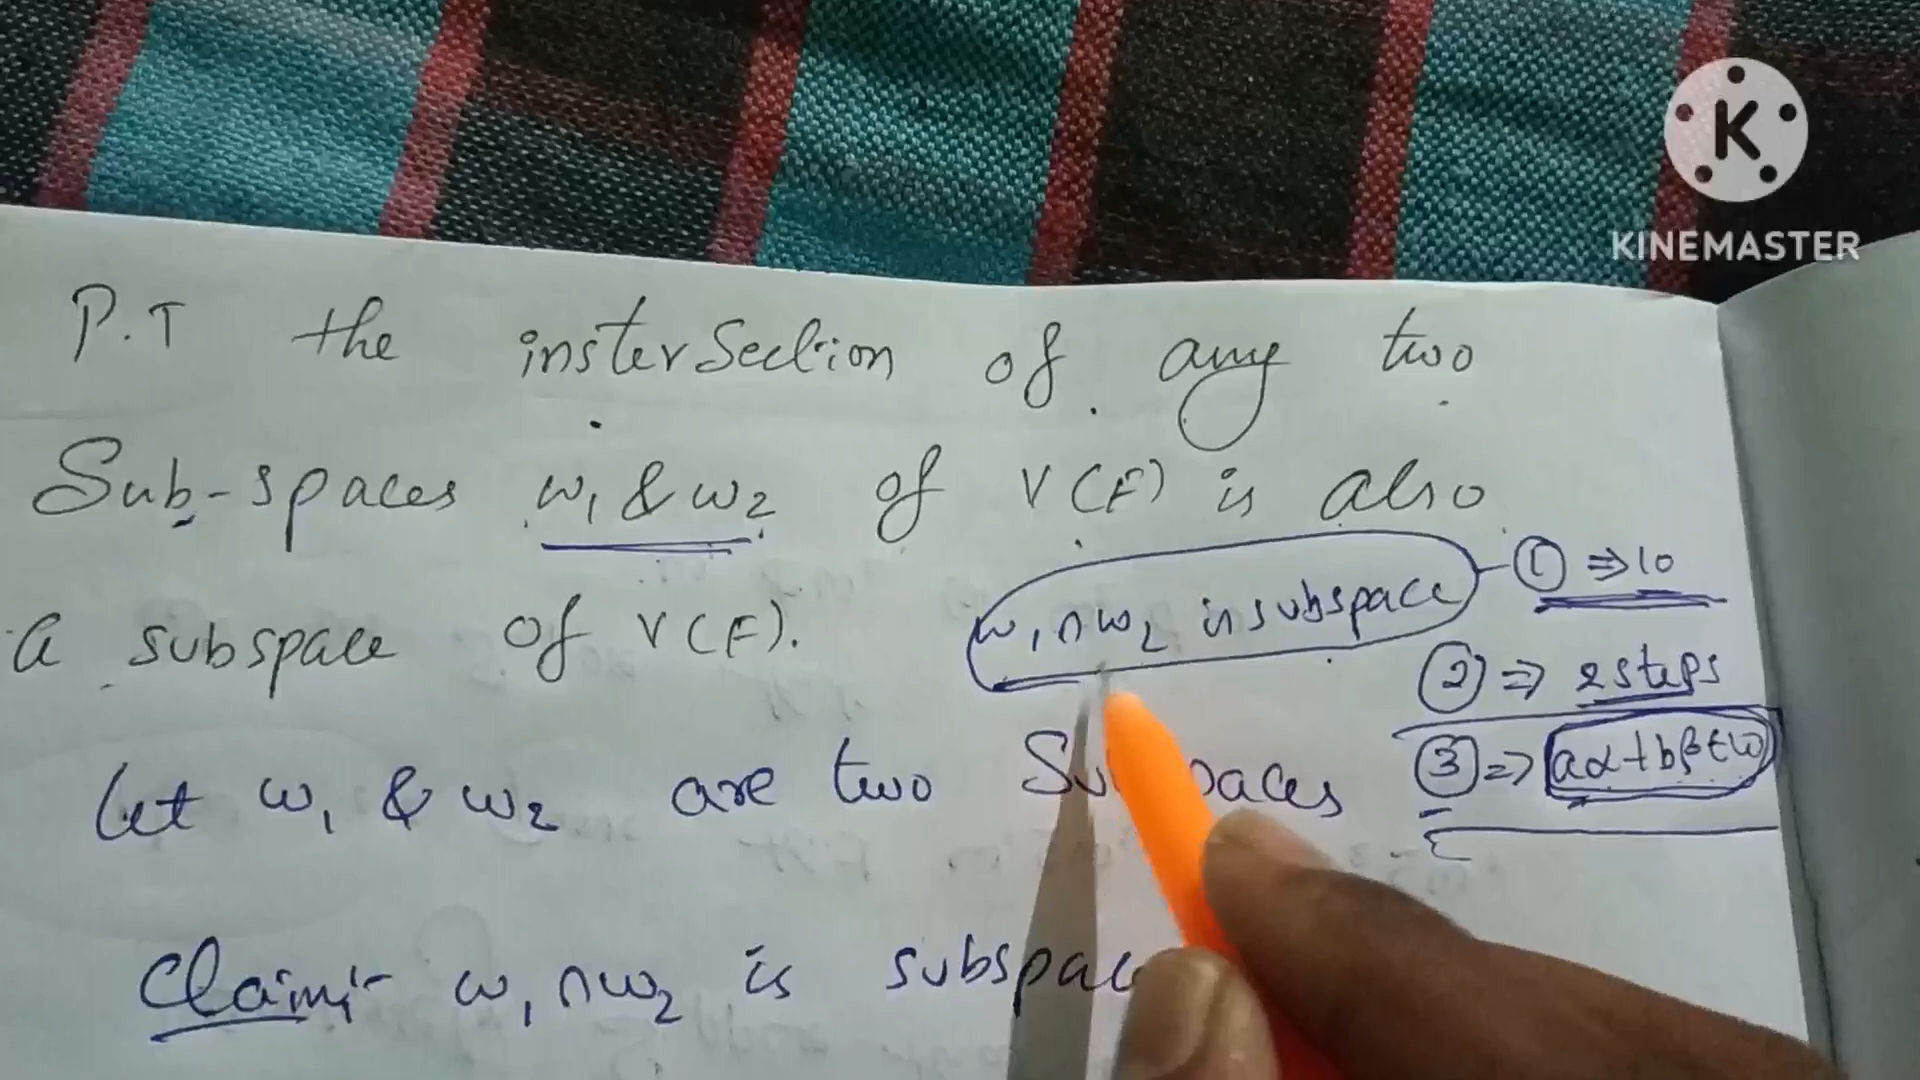 KINEMASTER
P.T the instersection of any two
Sub-spaces w1 & w2 of V(F) is also
a subspace of V(F).
w1∩w2 is subspace ① ⇒ 10
② ⇒ 2 steps
③ ⇒ aα+bβ∈W
Let w1 & w2 are two
Claim:- w1∩w2 is